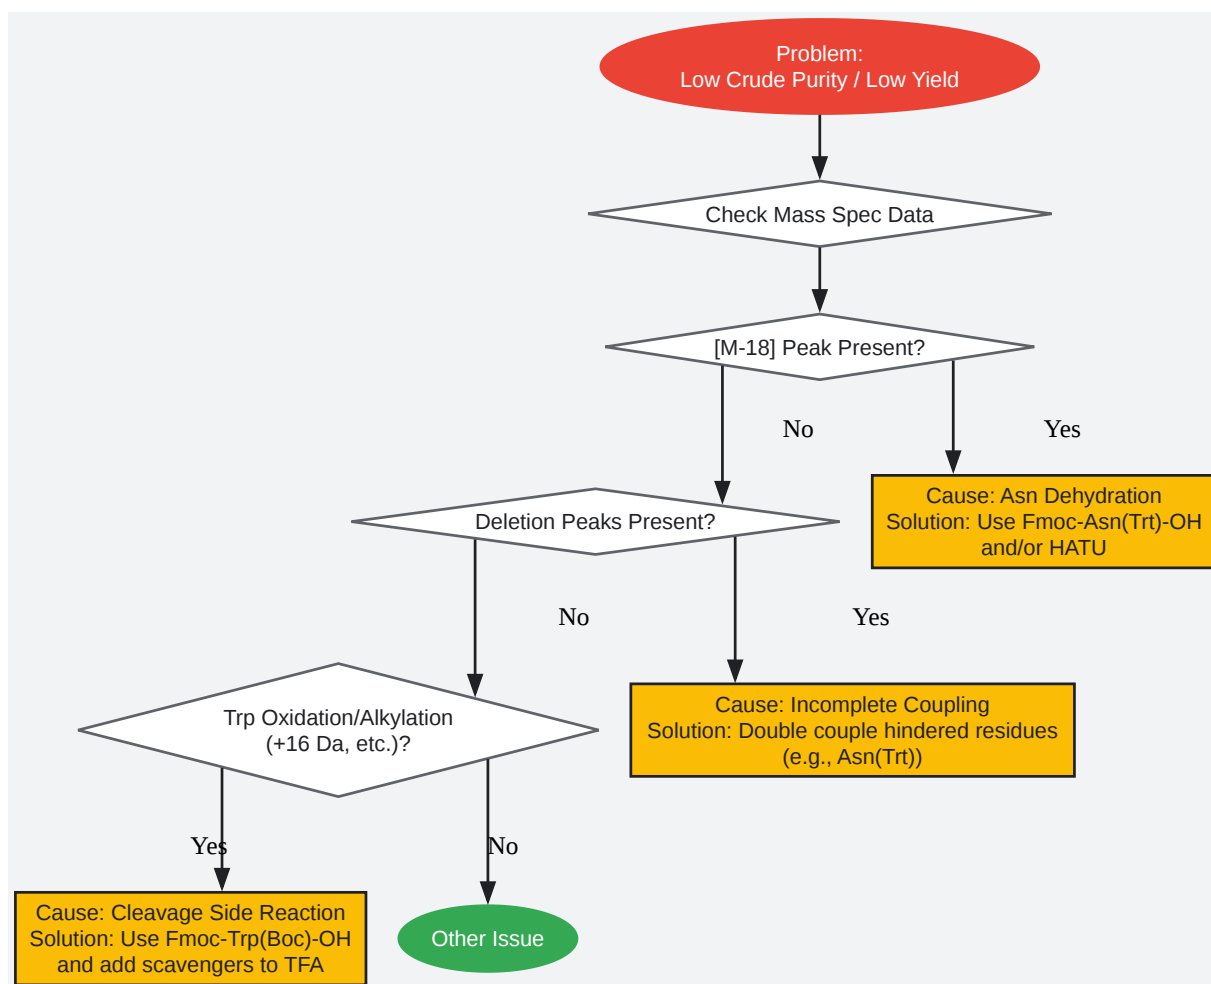 Problem:
Low Crude Purity / Low Yield
Check Mass Spec Data
[M-18] Peak Present?
No
Yes
Cause: Asn Dehydration
Solution: Use Fmoc-Asn(Trt)-OH
and/or HATU
Deletion Peaks Present?
No
Yes
Cause: Incomplete Coupling
Solution: Double couple hindered residues
(e.g., Asn(Trt))
Trp Oxidation/Alkylation
(+16 Da, etc.)?
Yes
No
Cause: Cleavage Side Reaction
Solution: Use Fmoc-Trp(Boc)-OH
and add scavengers to TFA
Other Issue